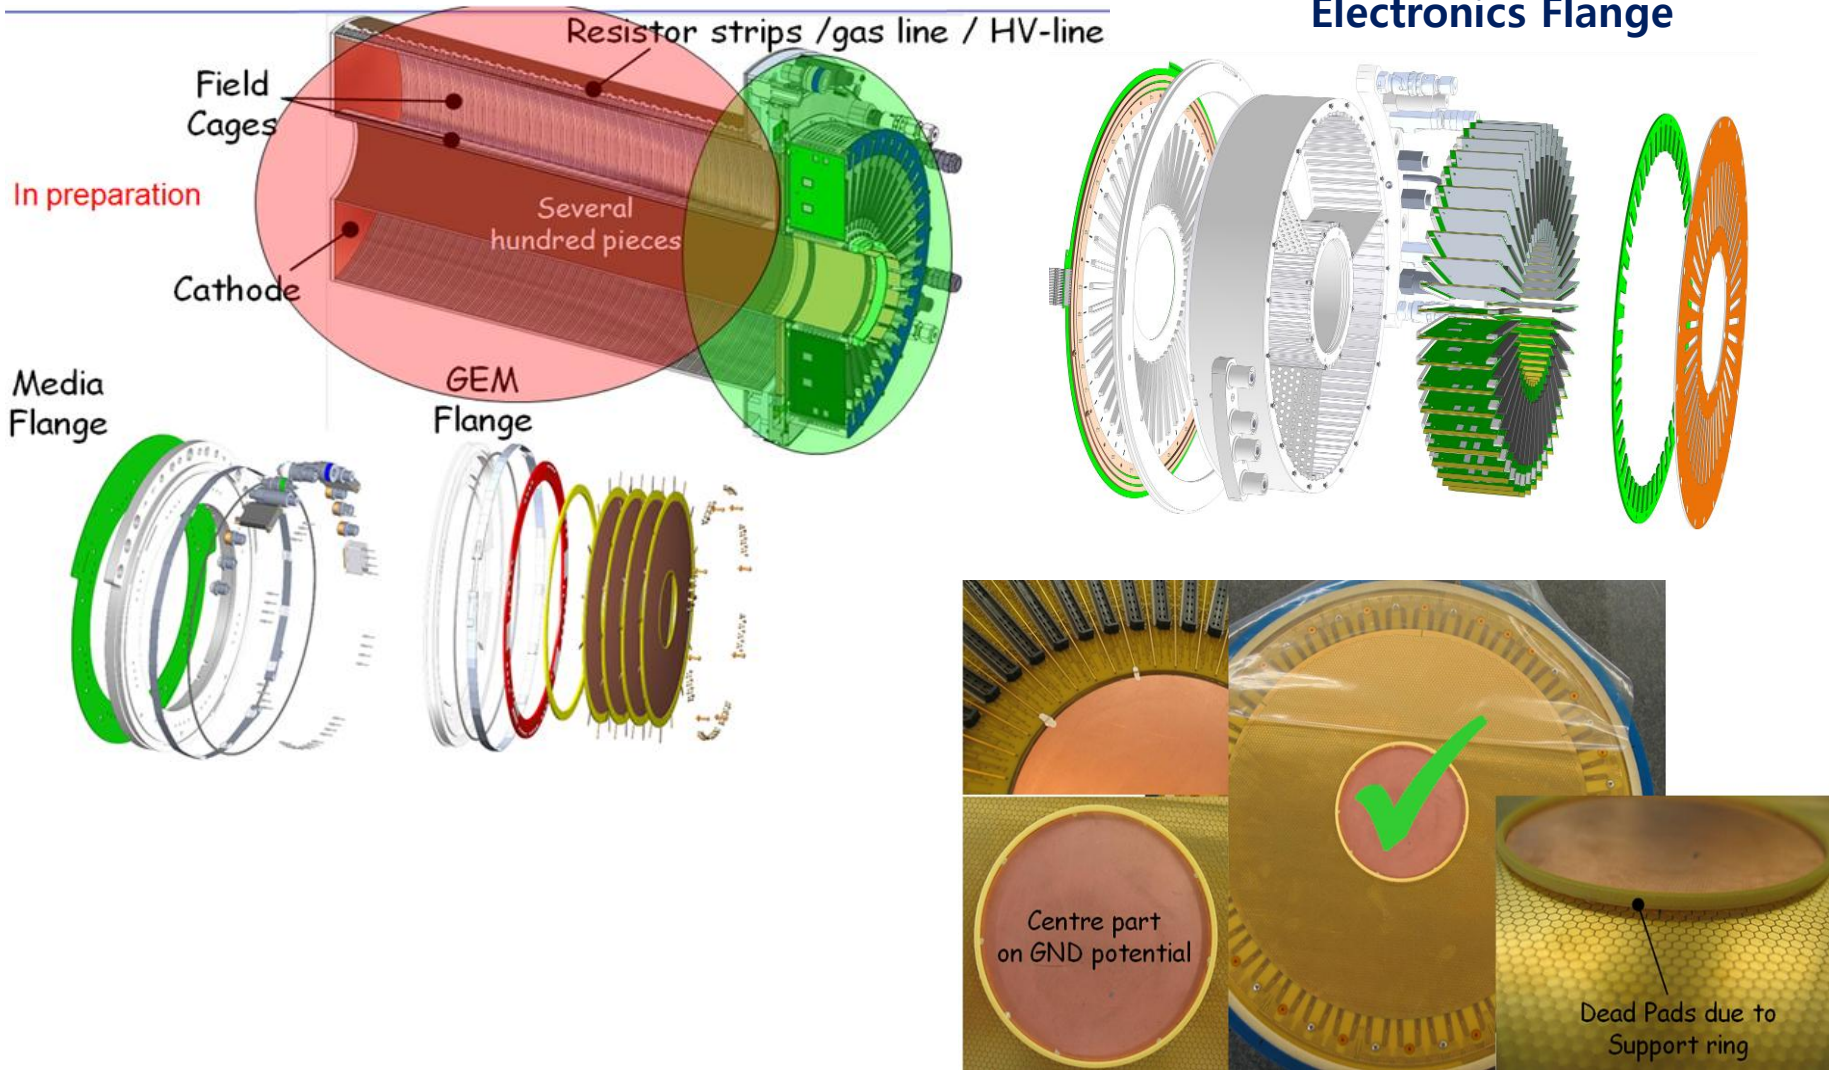 Electronics Flange
Resistor strips /gas line / HV-line
Field
Cages
In preparation
Several
hundred pieces
Cathode
Media
Flange
GEM
Flange
Centre part
on GND potential
Dead Pads due to
Support ring